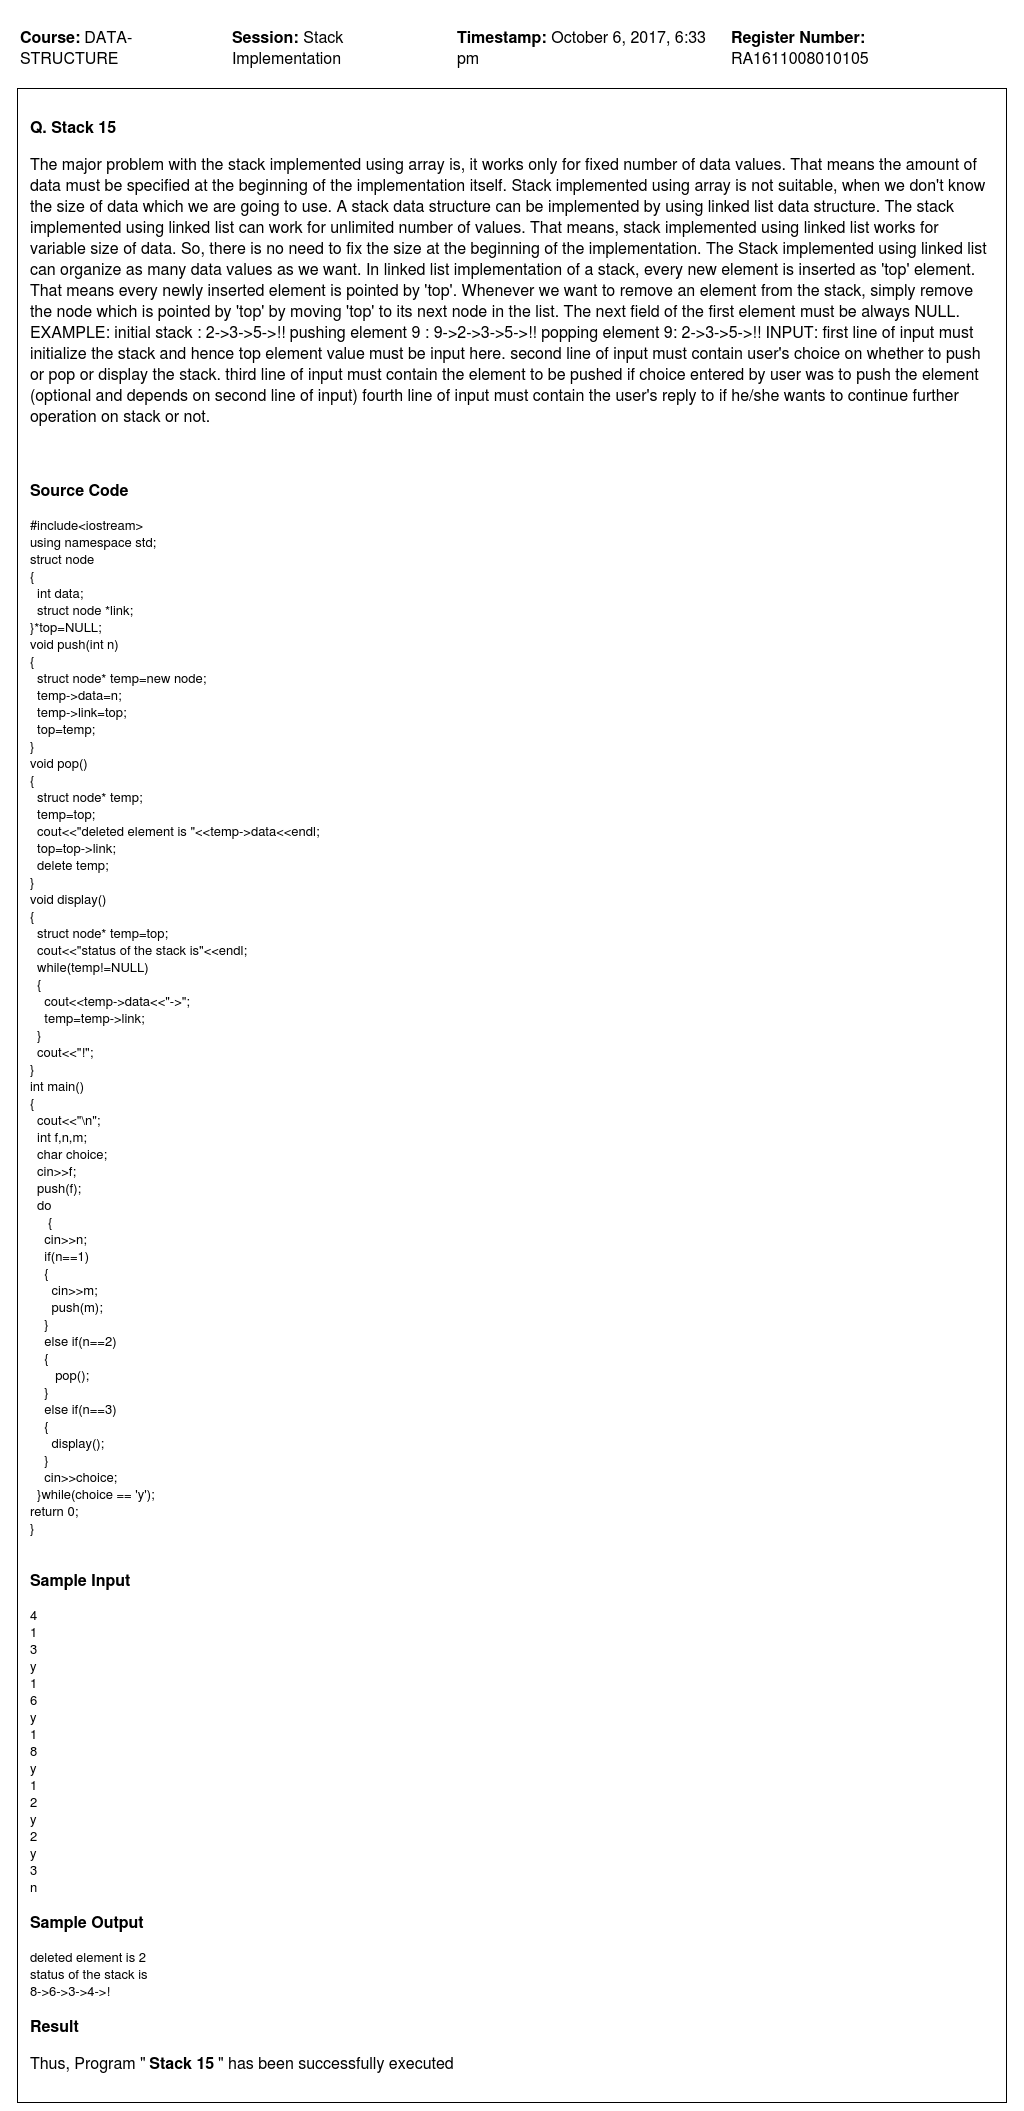 Course: DATA-STRUCTURE
Session: Stack Implementation
Timestamp: October 6, 2017, 6:33 pm
Register Number: RA1611008010105
Q. Stack 15
The major problem with the stack implemented using array is, it works only for fixed number of data values. That means the amount of
data must be specified at the beginning of the implementation itself. Stack implemented using array is not suitable, when we don't know
the size of data which we are going to use. A stack data structure can be implemented by using linked list data structure. The stack
implemented using linked list can work for unlimited number of values. That means, stack implemented using linked list works for
variable size of data. So, there is no need to fix the size at the beginning of the implementation. The Stack implemented using linked list
can organize as many data values as we want. In linked list implementation of a stack, every new element is inserted as 'top' element.
That means every newly inserted element is pointed by 'top'. Whenever we want to remove an element from the stack, simply remove
the node which is pointed by 'top' by moving 'top' to its next node in the list. The next field of the first element must be always NULL.
EXAMPLE: initial stack : 2->3->5->!! pushing element 9 : 9->2->3->5->!! popping element 9: 2->3->5->!! INPUT: first line of input must
initialize the stack and hence top element value must be input here. second line of input must contain user's choice on whether to push
or pop or display the stack. third line of input must contain the element to be pushed if choice entered by user was to push the element
(optional and depends on second line of input) fourth line of input must contain the user's reply to if he/she wants to continue further
operation on stack or not.
Source Code
#include<iostream>
using namespace std;
struct node
{
  int data;
  struct node *link;
}*top=NULL;
void push(int n)
{
  struct node* temp=new node;
  temp->data=n;
  temp->link=top;
  top=temp;
}
void pop()
{
  struct node* temp;
  temp=top;
  cout<<"deleted element is "<<temp->data<<endl;
  top=top->link;
  delete temp;
}
void display()
{
  struct node* temp=top;
  cout<<"status of the stack is"<<endl;
  while(temp!=NULL)
  {
    cout<<temp->data<<"->";
    temp=temp->link;
  }
  cout<<"!";
}
int main()
{
  cout<<"\n";
  int f,n,m;
  char choice;
  cin>>f;
  push(f);
  do
     {
    cin>>n;
    if(n==1)
    {
      cin>>m;
      push(m);
    }
    else if(n==2)
    {
       pop();
    }
    else if(n==3)
    {
      display();
    }
    cin>>choice;
  }while(choice == 'y');
return 0;
}
Sample Input
4
1
3
y
1
6
y
1
8
y
1
2
y
2
y
3
n
Sample Output
deleted element is 2
status of the stack is
8->6->3->4->!
Result
Thus, Program " Stack 15 " has been successfully executed